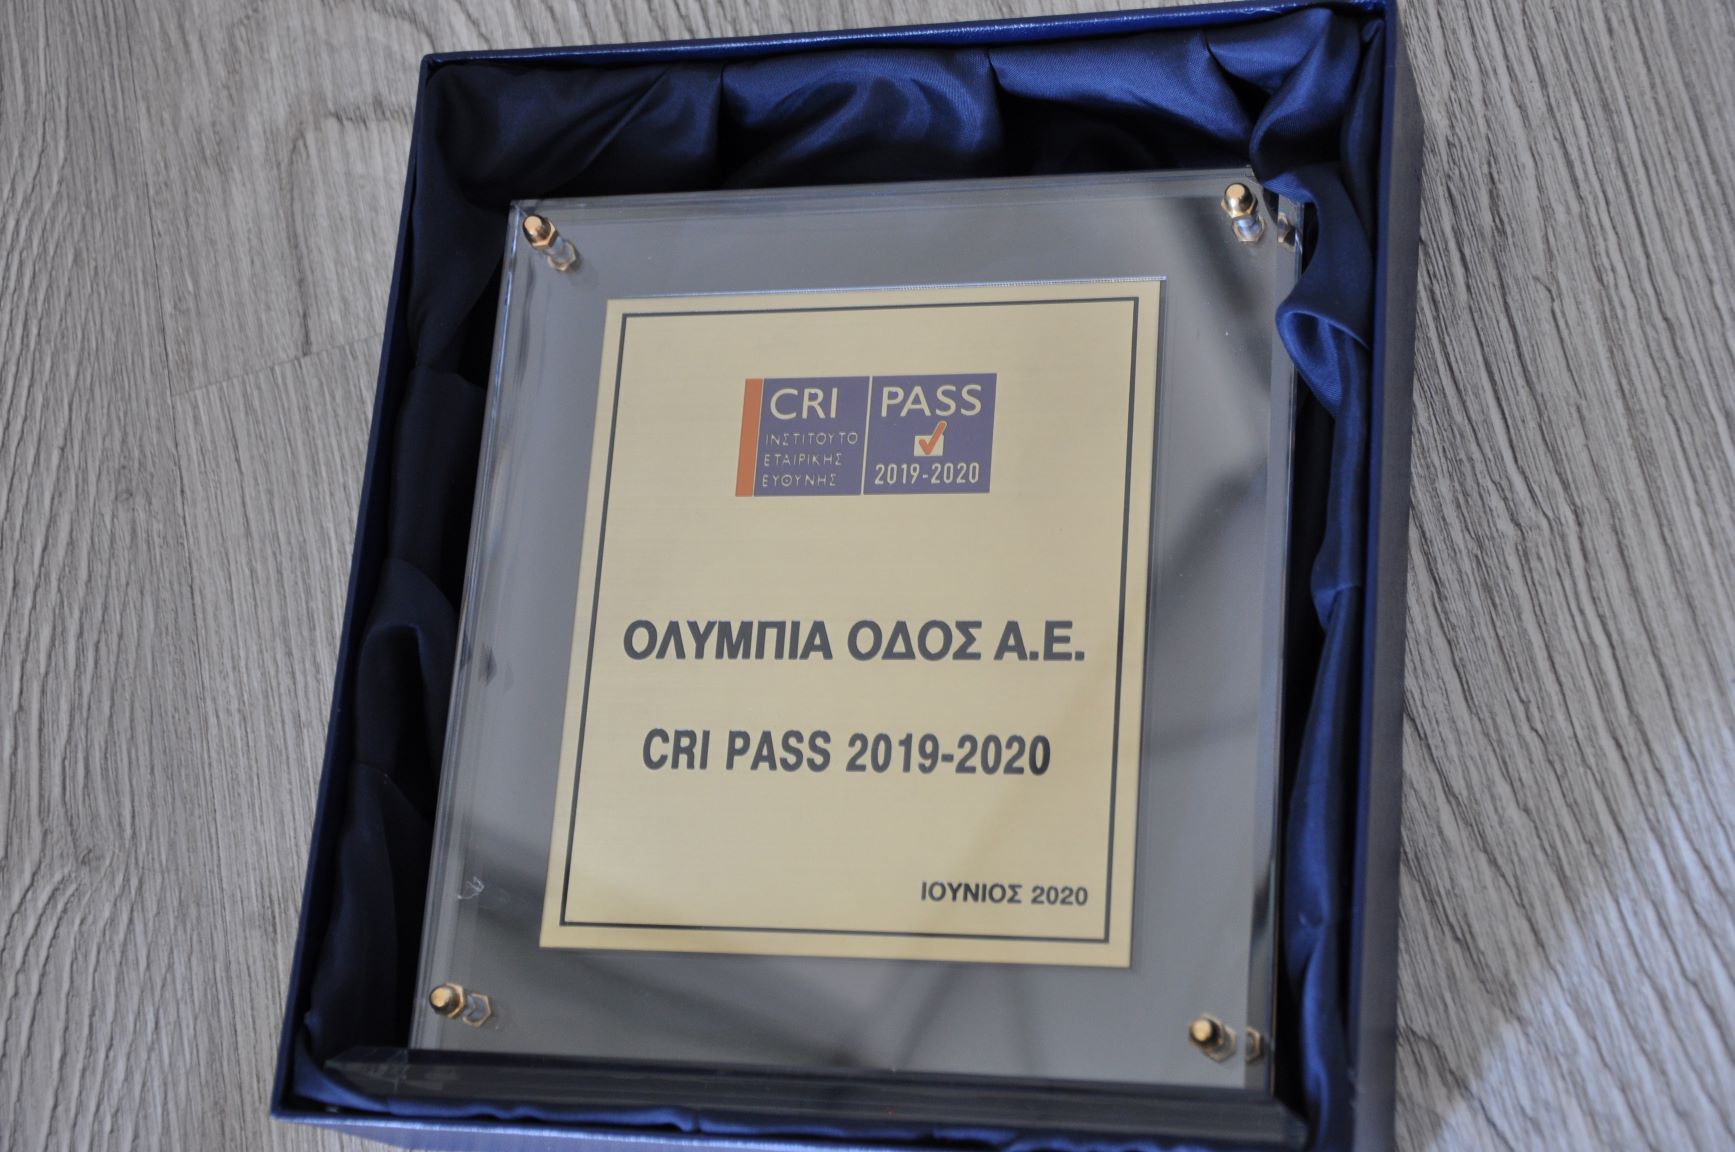 CRI PASS
ΙΝΣΤΙΤΟΥΤΟ
ΕΤΑΙΡΙΚΗΣ
ΕΥΘΥΝΗΣ
2019-2020
ΟΛΥΜΠΙΑ ΟΔΟΣ Α.Ε.
CRI PASS 2019-2020
ΙΟΥΝΙΟΣ 2020